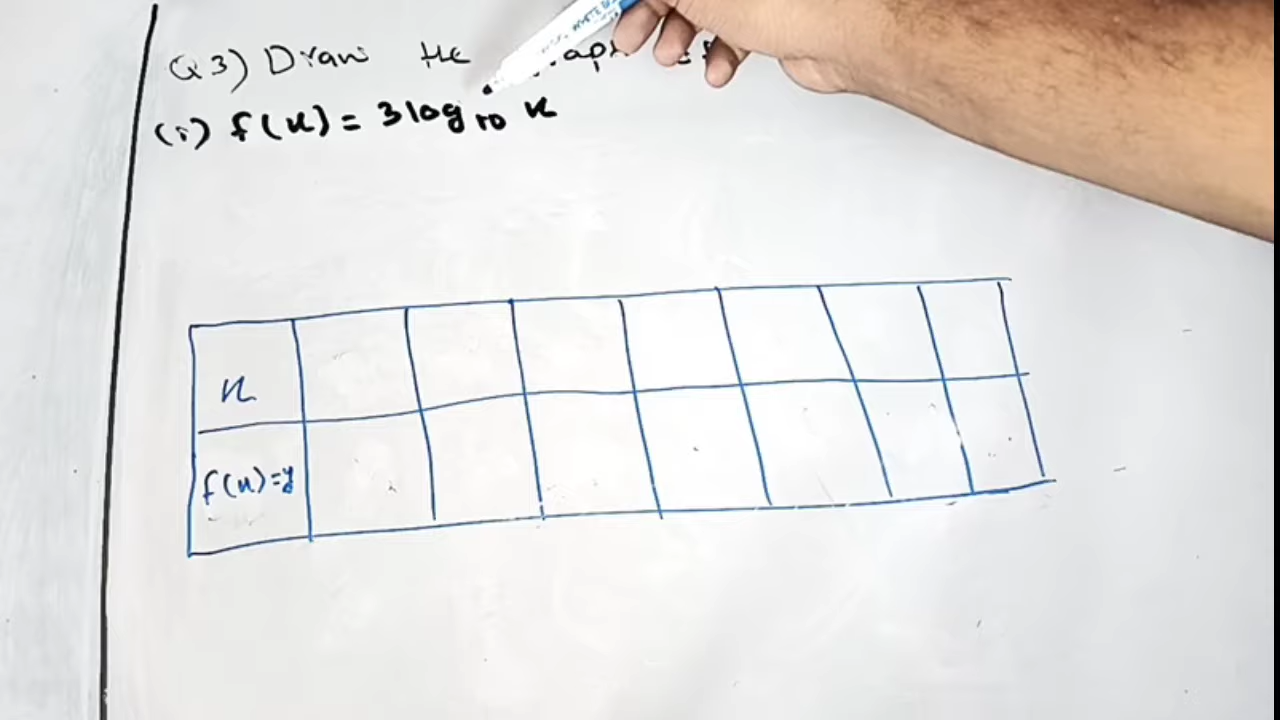 Q3) Draw the
(i) f(x) = 3log₁₀ x
x
f(x)=y